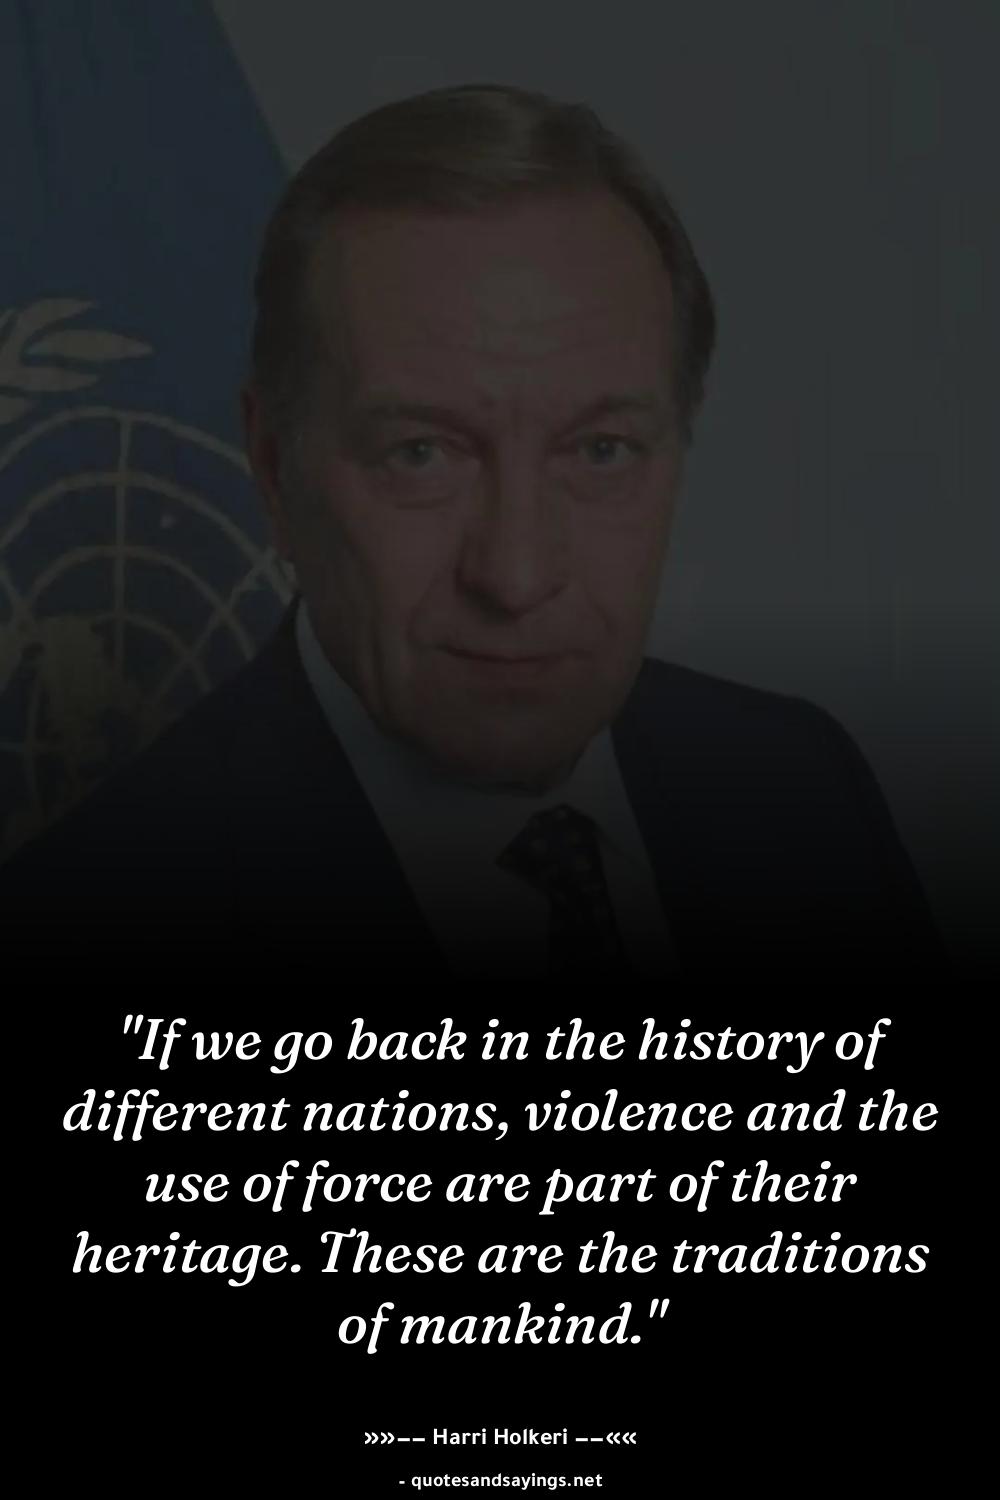 "If we go back in the history of
different nations, violence and the
use of force are part of their
heritage. These are the traditions
of mankind."
»»–– Harri Holkeri ––««
- quotesandsayings.net